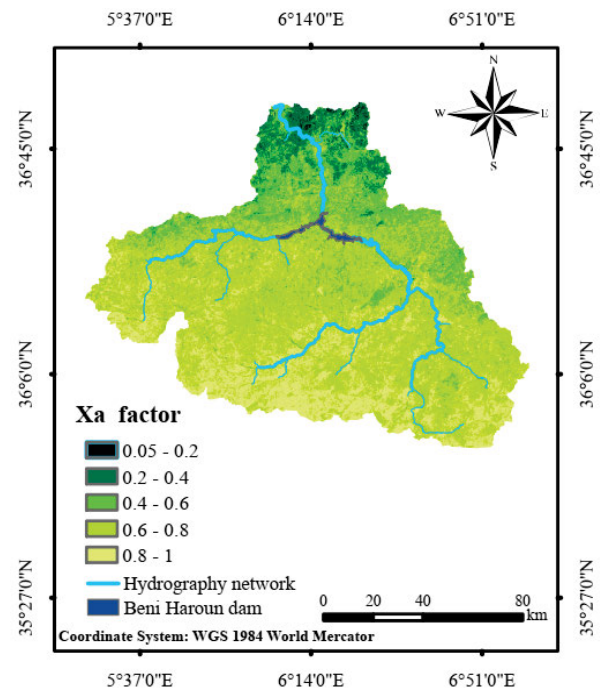 5°37'0"E 6°14'0"E 6°51'0"E
N
W E
S
36°45'0"N 36°45'0"N
36°6'0"N 36°6'0"N
35°27'0"N 35°27'0"N
Xa factor
0.05 - 0.2
0.2 - 0.4
0.4 - 0.6
0.6 - 0.8
0.8 - 1
Hydrography network
Beni Haroun dam
0 20 40 80
km
Coordinate System: WGS 1984 World Mercator
5°37'0"E 6°14'0"E 6°51'0"E